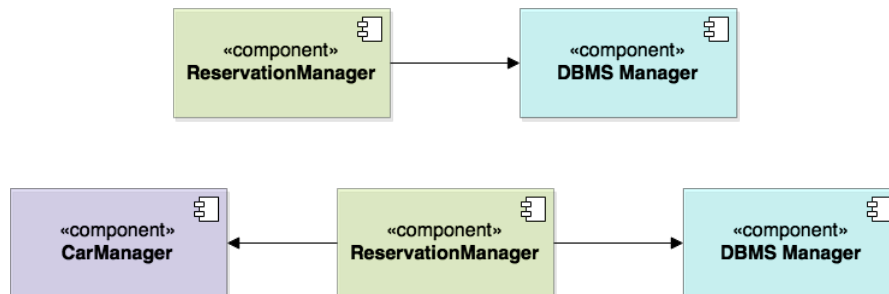 «component» «component»
ReservationManager DBMS Manager
«component» «component» «component»
CarManager ReservationManager DBMS Manager